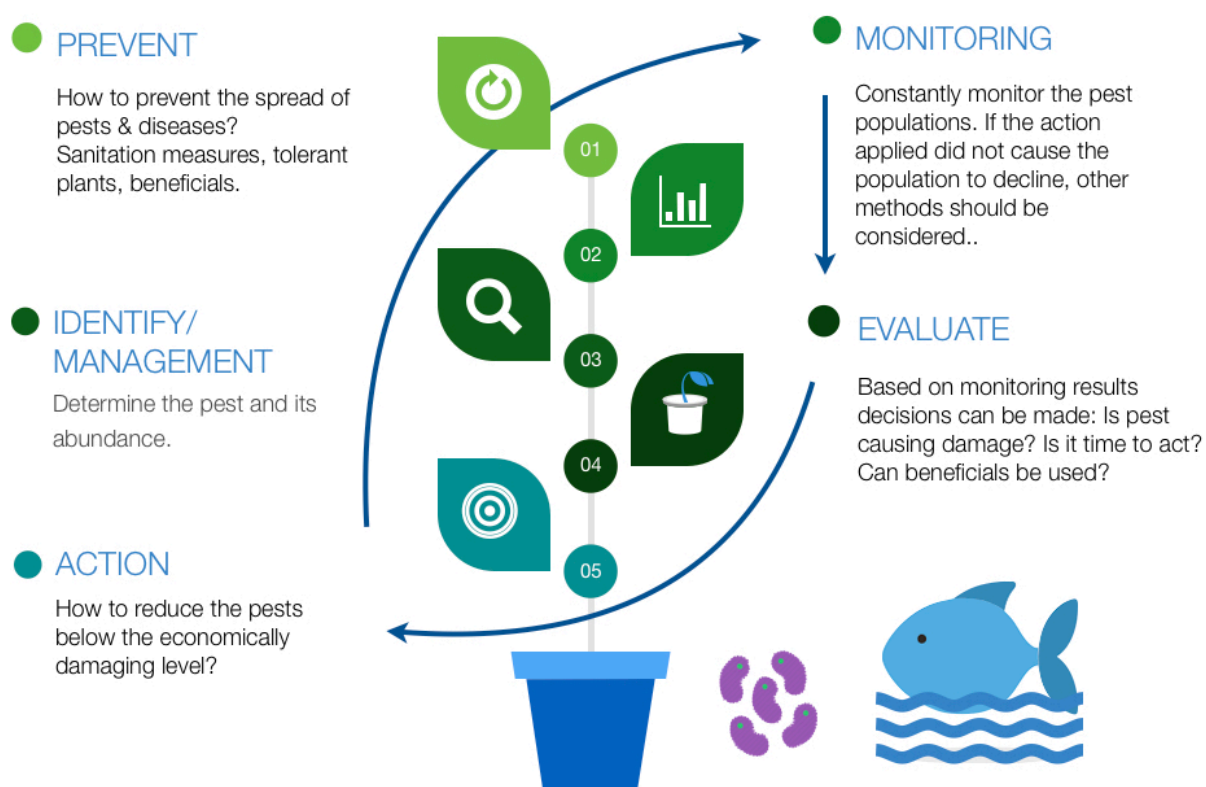 PREVENT
How to prevent the spread of
pests & diseases?
Sanitation measures, tolerant
plants, beneficials.
MONITORING
Constantly monitor the pest
populations. If the action
applied did not cause the
population to decline, other
methods should be
considered..
IDENTIFY/
MANAGEMENT
Determine the pest and its
abundance.
EVALUATE
Based on monitoring results
decisions can be made: Is pest
causing damage? Is it time to act?
Can beneficials be used?
ACTION
How to reduce the pests
below the economically
damaging level?
01
02
03
04
05